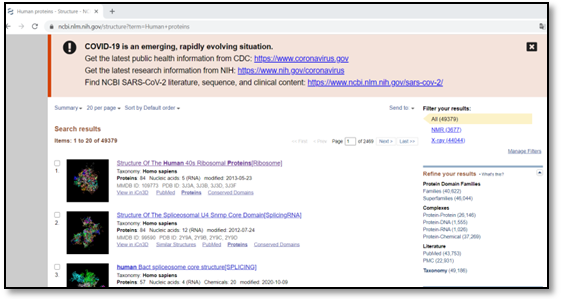 Human proteins - Structure - NC
ncbi.nlm.nih.gov/structure?term=Human+proteins
COVID-19 is an emerging, rapidly evolving situation.
Get the latest public health information from CDC: https://www.coronavirus.gov
Get the latest research information from NIH: https://www.nih.gov/coronavirus
Find NCBI SARS-CoV-2 literature, sequence, and clinical content: https://www.ncbi.nlm.nih.gov/sars-cov-2/
Summary 20 per page Sort by Default order Send to:
Search results
Items: 1 to 20 of 49379
<< First < Prev Page 1 of 2469 Next > Last >>
1. Structure Of The Human 40s Ribosomal Proteins[Ribosome]
Taxonomy: Homo sapiens
Proteins: 84 Nucleic acids: 5 (RNA) modified: 2013-05-23
MMDB ID: 109773 PDB ID: 3J3A, 3J3B, 3J3D, 3J3F
View in iCn3D PubMed Proteins Conserved Domains
2. Structure Of The Spliceosomal U4 Snrnp Core Domain[SplicingRNA]
Taxonomy: Homo sapiens
Proteins: 84 Nucleic acids: 12 (RNA) modified: 2012-07-24
MMDB ID: 99590 PDB ID: 2Y9A, 2Y9B, 2Y9C, 2Y9D
View in iCn3D Similar Structures PubMed Proteins Conserved Domains
3. human Bact spliceosome core structure[SPLICING]
Taxonomy: Homo sapiens
Proteins: 57 Nucleic acids: 4 (RNA) Chemicals: 20 modified: 2020-10-09
Filter your results:
All (49379)
NMR (3677)
X-ray (44044)
Manage Filters
Refine your results - What's this?
Protein Domain Families
Families (40,622)
Superfamilies (46,044)
Complexes
Protein-Protein (26,146)
Protein-DNA (1,555)
Protein-RNA (1,026)
Protein-Chemical (37,269)
Literature
PubMed (43,753)
PMC (22,931)
Taxonomy (49,186)